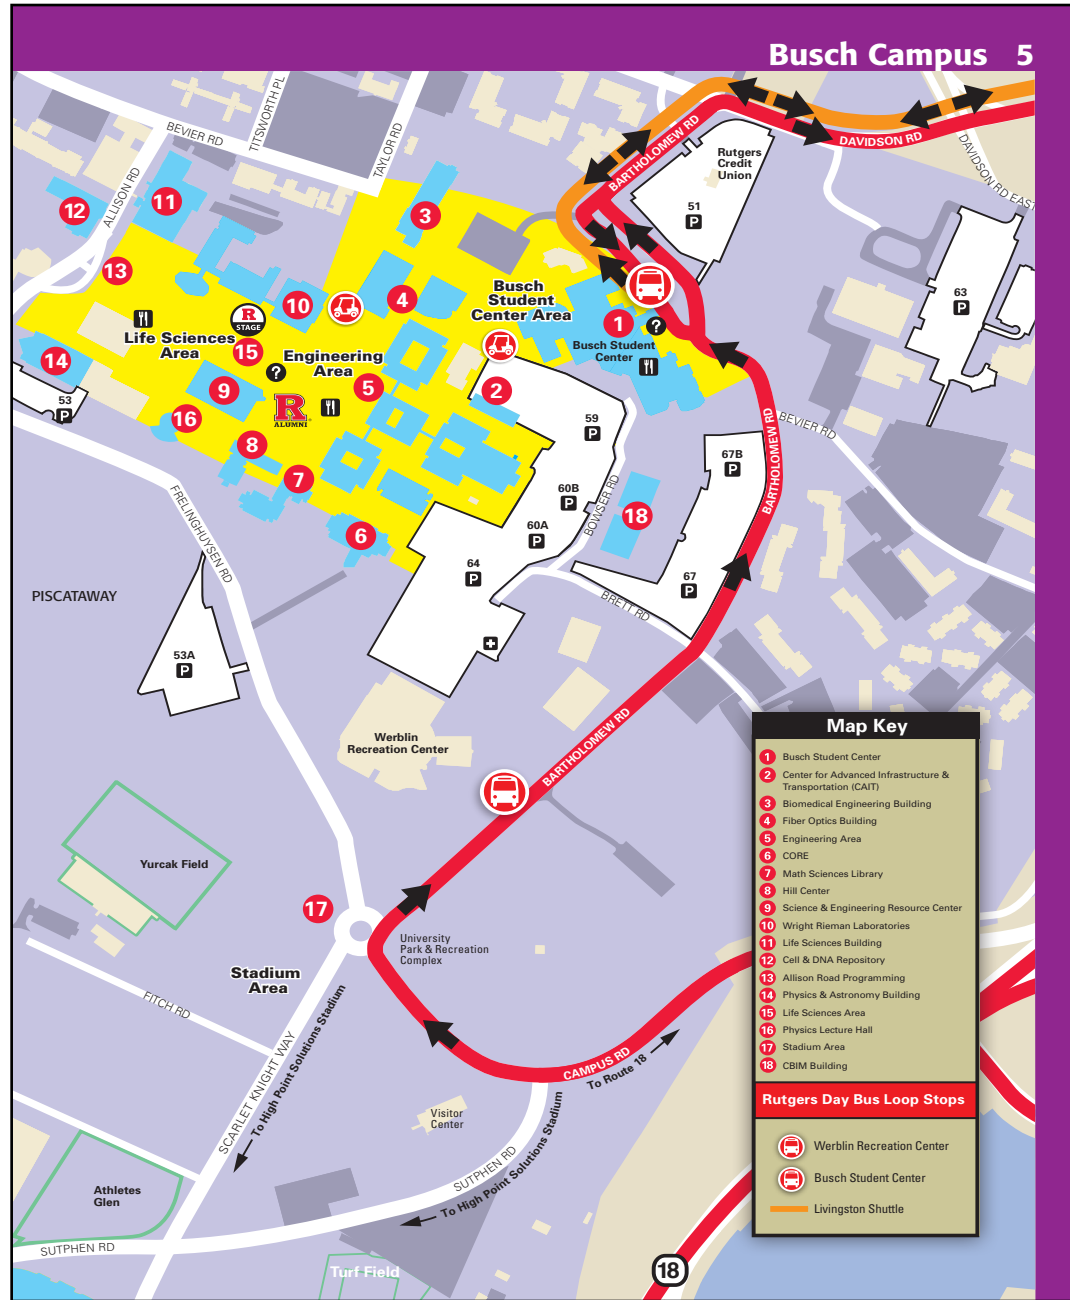 Busch Campus 5
BEVIER RD
TITSWORTH PL
TAYLOR RD
ALLISON RD
BARTHOLOMEW RD
DAVIDSON RD
DAVIDSON RD EAST
Rutgers
Credit
Union
51
P
63
P
12
11
3
13
10
4
R
STAGE
Busch
Student
Center Area
1
?
Busch Student
Center
Life Sciences
Area
15
Engineering
Area
?
14
9
5
2
53
P
16
R
ALUMNI
8
7
6
59
P
60B
P
60A
P
64
P
BOWSER RD
18
67B
P
67
P
BARTHOLOMEW RD
BEVIER RD
BRETT RD
FRELINGHUYSEN RD
PISCATAWAY
53A
P
Werblin
Recreation Center
BARTHOLOMEW RD
Yurcak Field
17
University
Park & Recreation
Complex
Stadium
Area
FITCH RD
SCARLET KNIGHT WAY
To High Point Solutions Stadium
CAMPUS RD
To Route 18
Visitor
Center
SUTPHEN RD
To High Point Solutions Stadium
Athletes
Glen
SUTPHEN RD
Turf Field
18
Map Key
1 Busch Student Center
2 Center for Advanced Infrastructure &
Transportation (CAIT)
3 Biomedical Engineering Building
4 Fiber Optics Building
5 Engineering Area
6 CORE
7 Math Sciences Library
8 Hill Center
9 Science & Engineering Resource Center
10 Wright Rieman Laboratories
11 Life Sciences Building
12 Cell & DNA Repository
13 Allison Road Programming
14 Physics & Astronomy Building
15 Life Sciences Area
16 Physics Lecture Hall
17 Stadium Area
18 CBIM Building
Rutgers Day Bus Loop Stops
Werblin Recreation Center
Busch Student Center
Livingston Shuttle